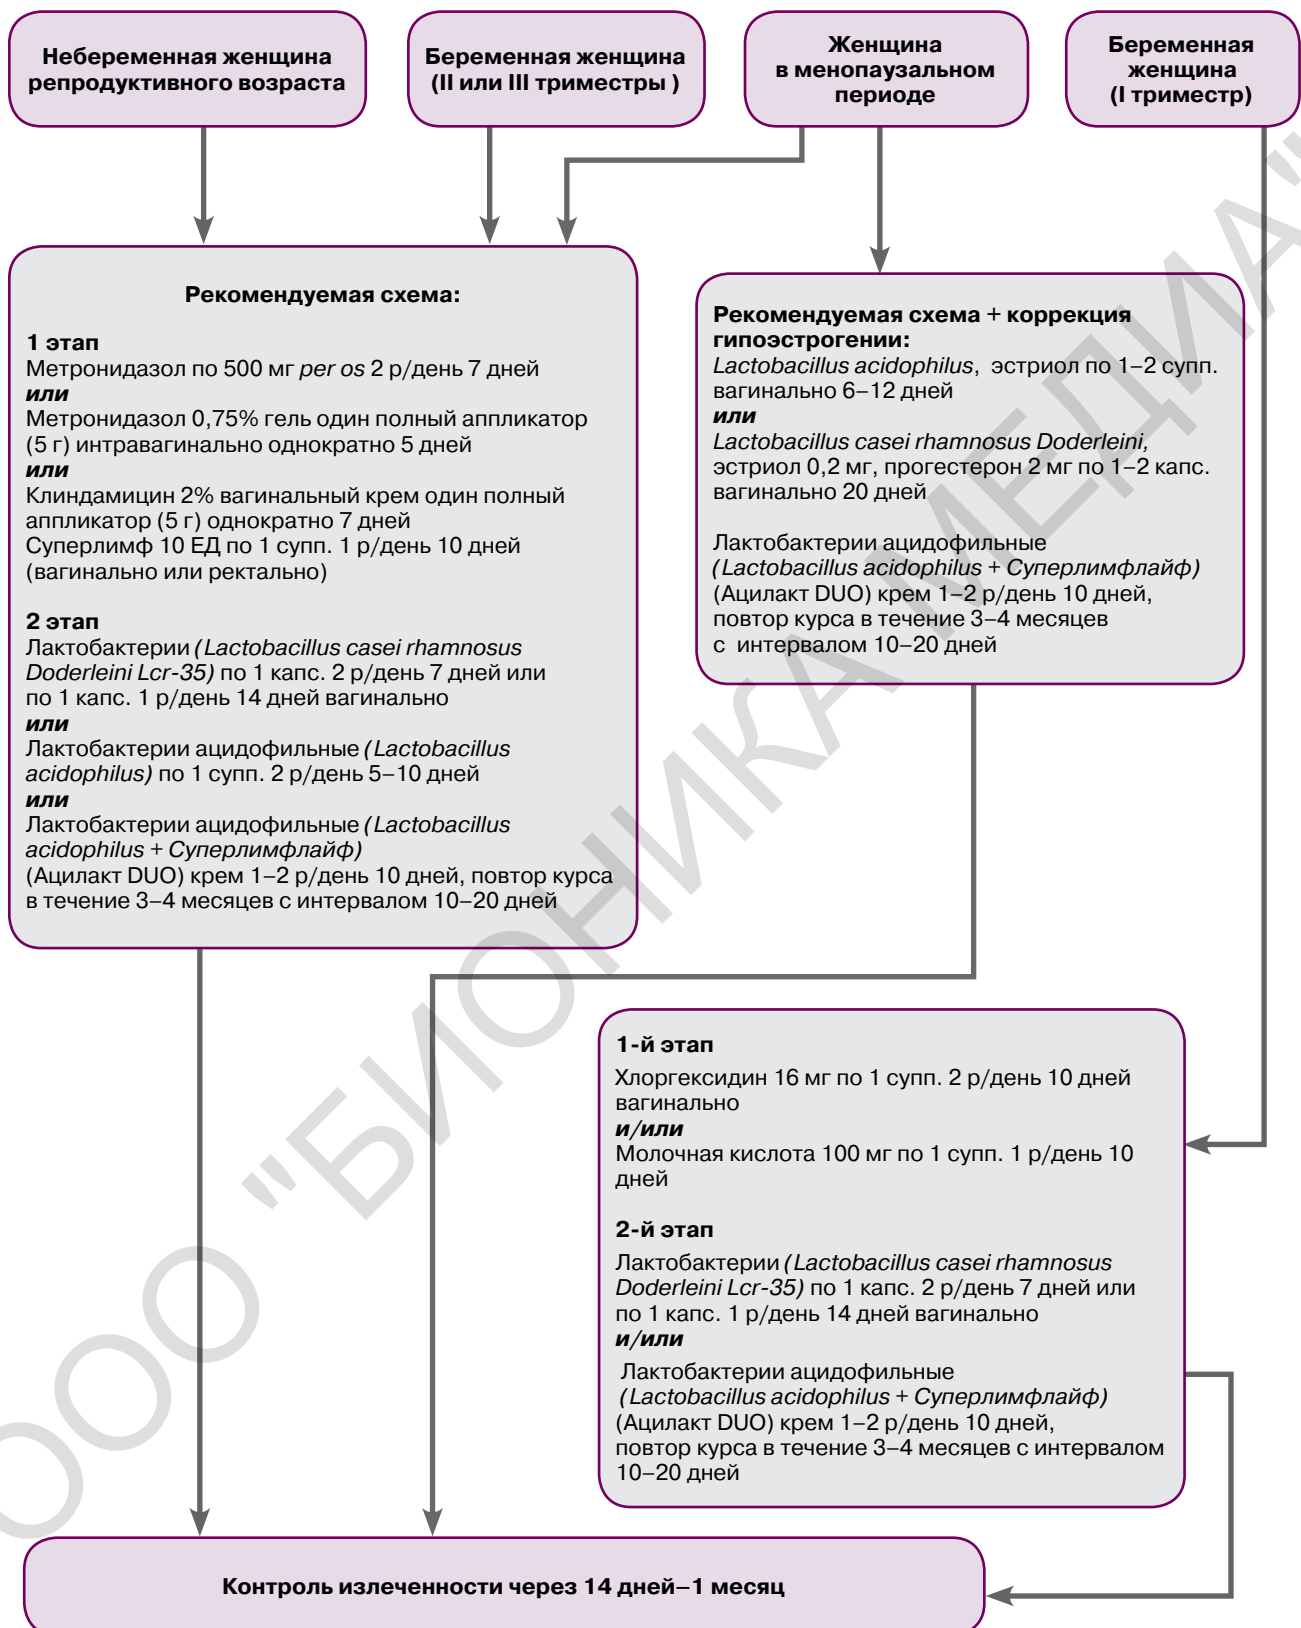 Небеременная женщина
репродуктивного возраста
Беременная женщина
(II или III триместры )
Женщина
в менопаузальном
периоде
Беременная
женщина
(I триместр)
Рекомендуемая схема:
1 этап
Метронидазол по 500 мг per os 2 р/день 7 дней
или
Метронидазол 0,75% гель один полный аппликатор
(5 г) интравагинально однократно 5 дней
или
Клиндамицин 2% вагинальный крем один полный
аппликатор (5 г) однократно 7 дней
Суперлимф 10 ЕД по 1 супп. 1 р/день 10 дней
(вагинально или ректально)
2 этап
Лактобактерии (Lactobacillus casei rhamnosus
Doderleini Lcr-35) по 1 капс. 2 р/день 7 дней или
по 1 капс. 1 р/день 14 дней вагинально
или
Лактобактерии ацидофильные (Lactobacillus
acidophilus) по 1 супп. 2 р/день 5–10 дней
или
Лактобактерии ацидофильные (Lactobacillus
acidophilus + Суперлимфлайф)
(Ацилакт DUO) крем 1–2 р/день 10 дней, повтор курса
в течение 3–4 месяцев с интервалом 10–20 дней
Рекомендуемая схема + коррекция
гипоэстрогении:
Lactobacillus acidophilus, эстриол по 1–2 супп.
вагинально 6–12 дней
или
Lactobacillus casei rhamnosus Doderleini,
эстриол 0,2 мг, прогестерон 2 мг по 1–2 капс.
вагинально 20 дней
Лактобактерии ацидофильные
(Lactobacillus acidophilus + Суперлимфлайф)
(Ацилакт DUO) крем 1–2 р/день 10 дней,
повтор курса в течение 3–4 месяцев
с интервалом 10–20 дней
1-й этап
Хлоргексидин 16 мг по 1 супп. 2 р/день 10 дней
вагинально
и/или
Молочная кислота 100 мг по 1 супп. 1 р/день 10
дней
2-й этап
Лактобактерии (Lactobacillus casei rhamnosus
Doderleini Lcr-35) по 1 капс. 2 р/день 7 дней или
по 1 капс. 1 р/день 14 дней вагинально
и/или
Лактобактерии ацидофильные
(Lactobacillus acidophilus + Суперлимфлайф)
(Ацилакт DUO) крем 1–2 р/день 10 дней,
повтор курса в течение 3–4 месяцев с интервалом
10–20 дней
Контроль излеченности через 14 дней–1 месяц
ООО "БИОНИКА МЕДИА"